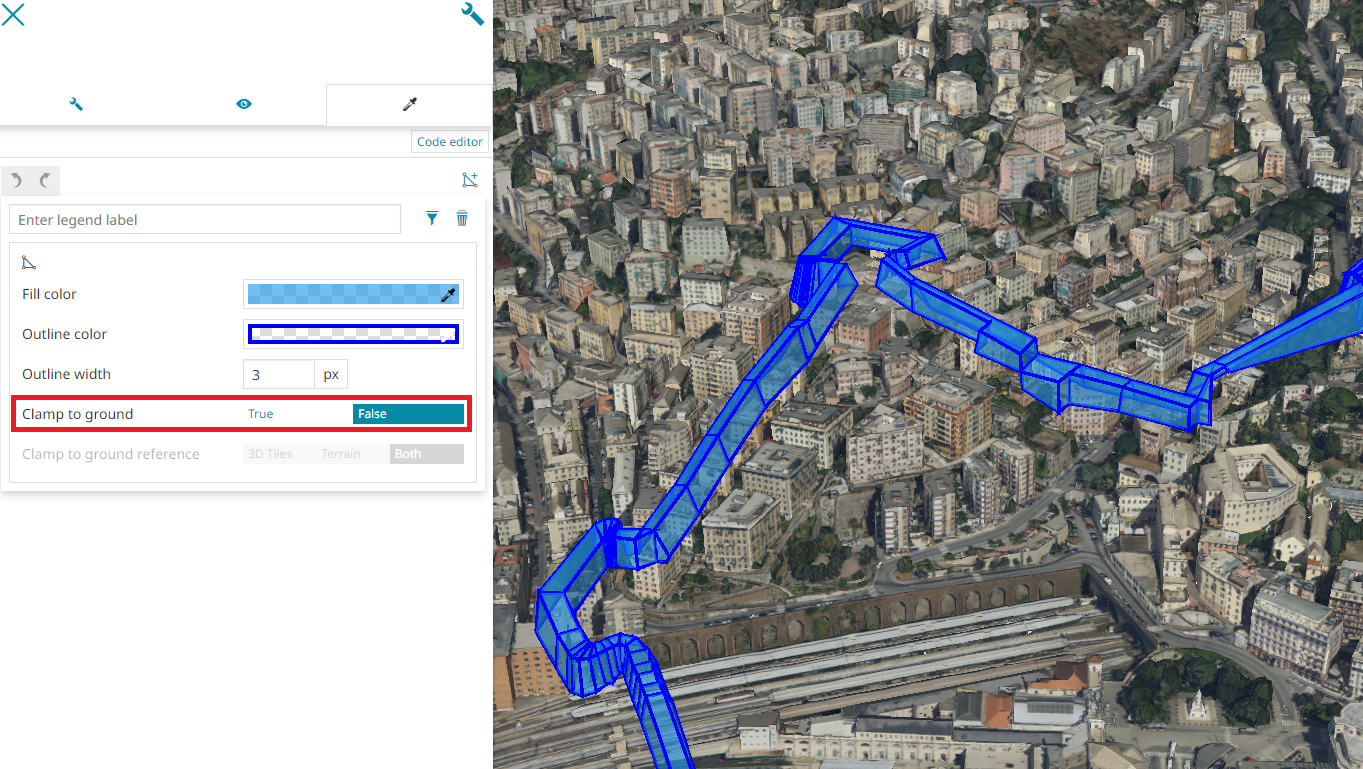 Code editor
Enter legend label
Fill color
Outline color
Outline width 3 px
Clamp to ground True False
Clamp to ground reference 3D Tiles Terrain Both